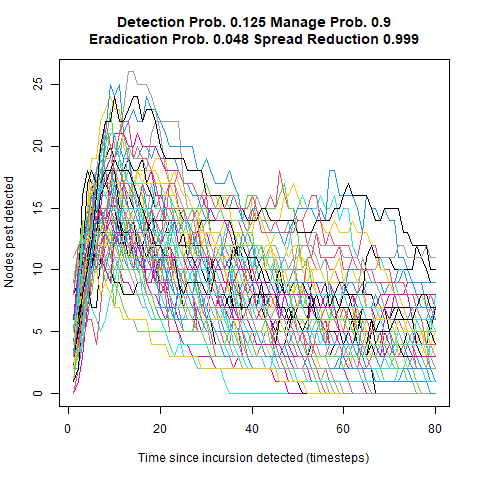 Detection Prob. 0.125 Manage Prob. 0.9
Eradication Prob. 0.048 Spread Reduction 0.999
Nodes pest detected
25
20
15
10
5
0
0 20 40 60 80
Time since incursion detected (timesteps)